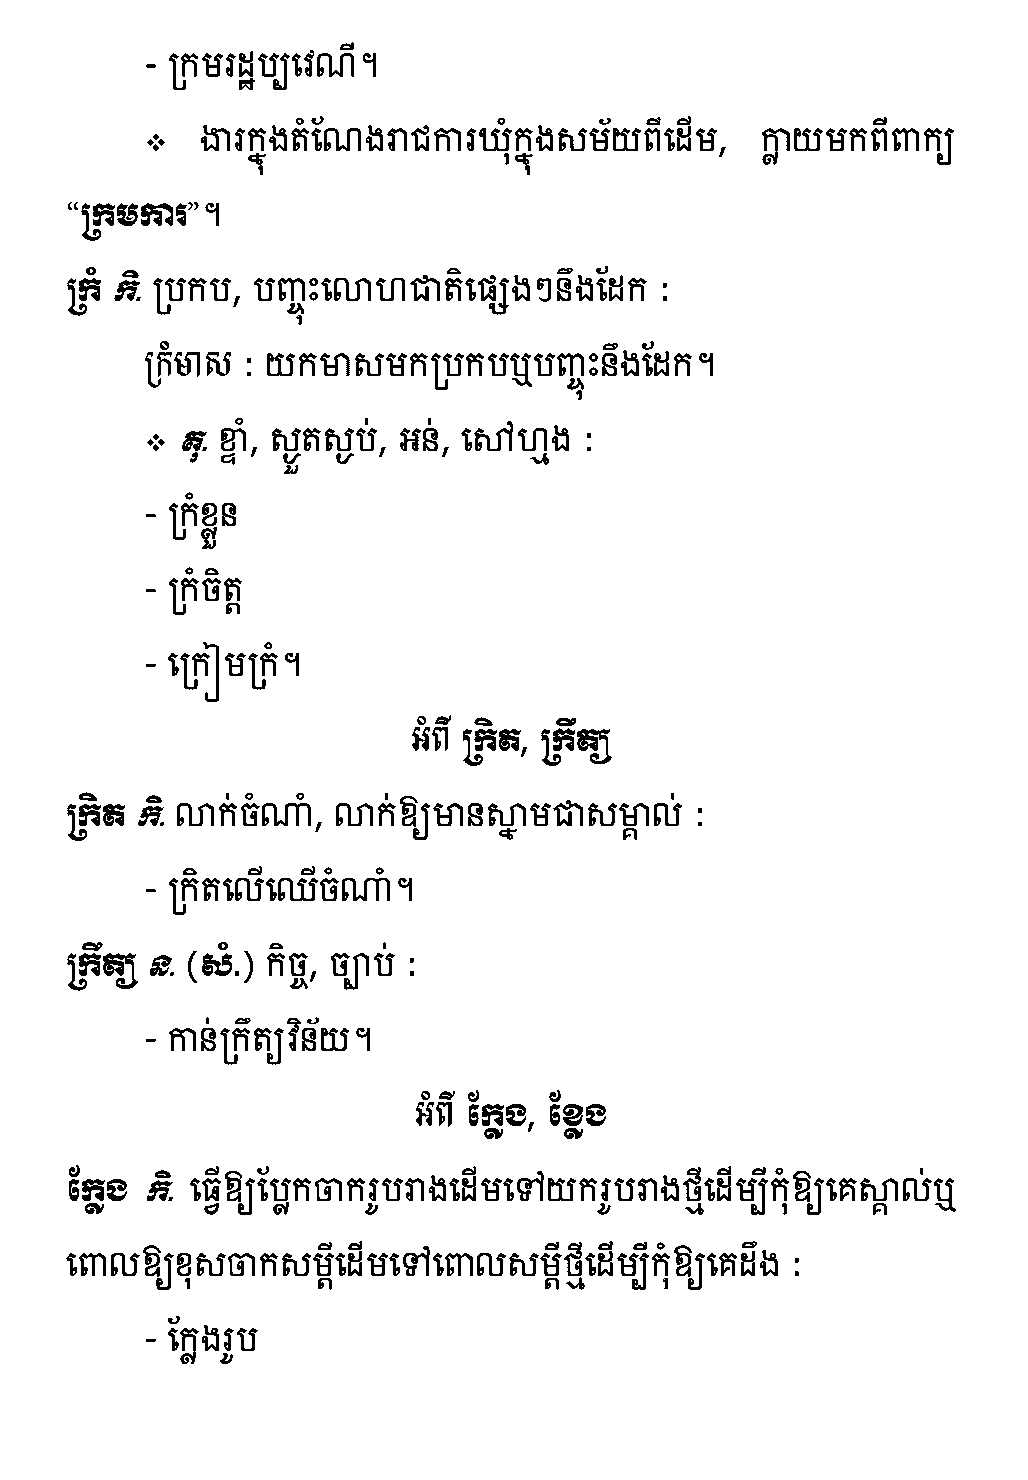 - ក្រមរដ្ឋប្បវេណី។
❖ ងារក្នុងតំណែងរាជការឃុំក្នុងសម័យពីដើម, ក្លាយមកពីពាក្យ
“ក្រមការ”។
ក្រំ កិ. ប្រកប, បញ្ចុះលោហជាតិផ្សេងៗនឹងដែក :
ក្រំមាស : យកមាសមកប្រកបឬបញ្ចុះនឹងដែក។
❖ គុ. ខ្ទាំ, ស្ងួតស្ងប់, អន់, សៅហ្មង :
- ក្រំខ្លួន
- ក្រំចិត្ត
- ក្រៀមក្រំ។
អំពី ក្រិត, ក្រឹត្យ
ក្រិត កិ. លាក់ចំណាំ, លាក់ឱ្យមានស្នាមជាសម្គាល់ :
- ក្រិតលើឈើចំណាំ។
ក្រឹត្យ ន. (សំ.) កិច្ច, ច្បាប់ :
- កាន់ក្រឹត្យវិន័យ។
អំពី ក្លែង, ខ្លែង
ក្លែង កិ. ធ្វើឱ្យប្លែកចាករូបរាងដើមទៅយករូបរាងថ្មីដើម្បីកុំឱ្យគេស្គាល់ឬ
ពោលឱ្យខុសចាកសម្ដីដើមទៅពោលសម្ដីថ្មីដើម្បីកុំឱ្យគេដឹង :
- ក្លែងរូប